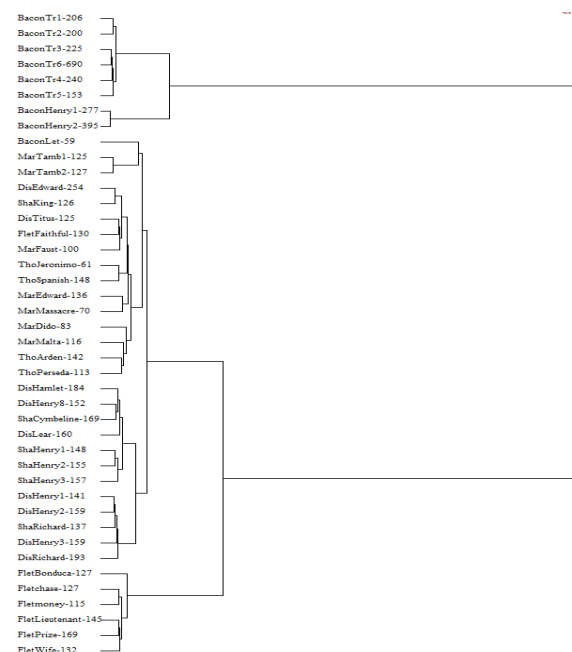 BaconTr1-206
BaconTr2-200
BaconTr3-225
BaconTr6-690
BaconTr4-240
BaconTr5-153
BaconHenry1-277
BaconHenry2-395
BaconLet-59
MarTamb1-125
MarTamb2-127
DisEdward-254
ShaKing-126
DisTitus-125
FletFaithful-130
MarFaust-100
ThoJeronimo-61
ThoSpanish-148
MarEdward-136
MarMassacre-70
MarDido-83
MarMalta-116
ThoArden-142
ThoPerseda-113
DisHamlet-184
DisHenry8-152
ShaCymbeline-169
DisLear-160
ShaHenry1-148
ShaHenry2-155
ShaHenry3-157
DisHenry1-141
DisHenry2-159
ShaRichard-137
DisHenry3-159
DisRichard-193
FletBonduca-127
Fletchase-127
Fletmoney-115
FletLieutenant-145
FletPrize-169
FletWife-132